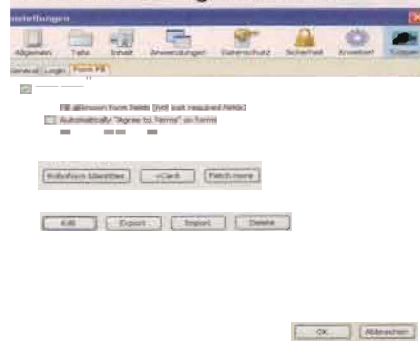 Einstellungen
Allgemein Tabs Inhalt Anwendungen Datenschutz Sicherheit Erweitert
General Login Form Fill
Fill all known form fields (not just required fields)
Automatically "Agree to Terms" on forms
Roboform Identities vCard Fetch more
Edit Export Import Delete
OK Abbrechen